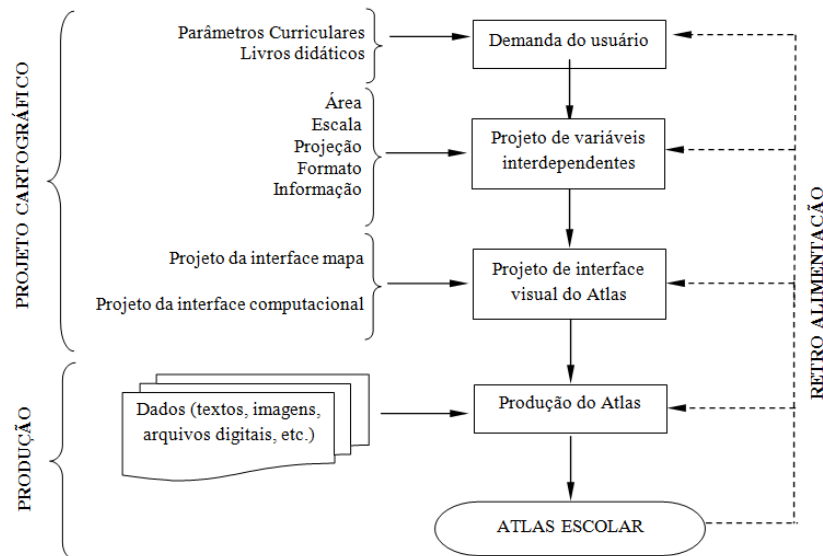 PROJETO CARTOGRÁFICO
Parâmetros Curriculares
Livros didáticos
Demanda do usuário
Área
Escala
Projeção
Formato
Informação
Projeto de variáveis
interdependentes
Projeto da interface mapa
Projeto da interface computacional
Projeto de interface
visual do Atlas
RETRO ALIMENTAÇÃO
PRODUÇÃO
Dados (textos, imagens,
arquivos digitais, etc.)
Produção do Atlas
ATLAS ESCOLAR